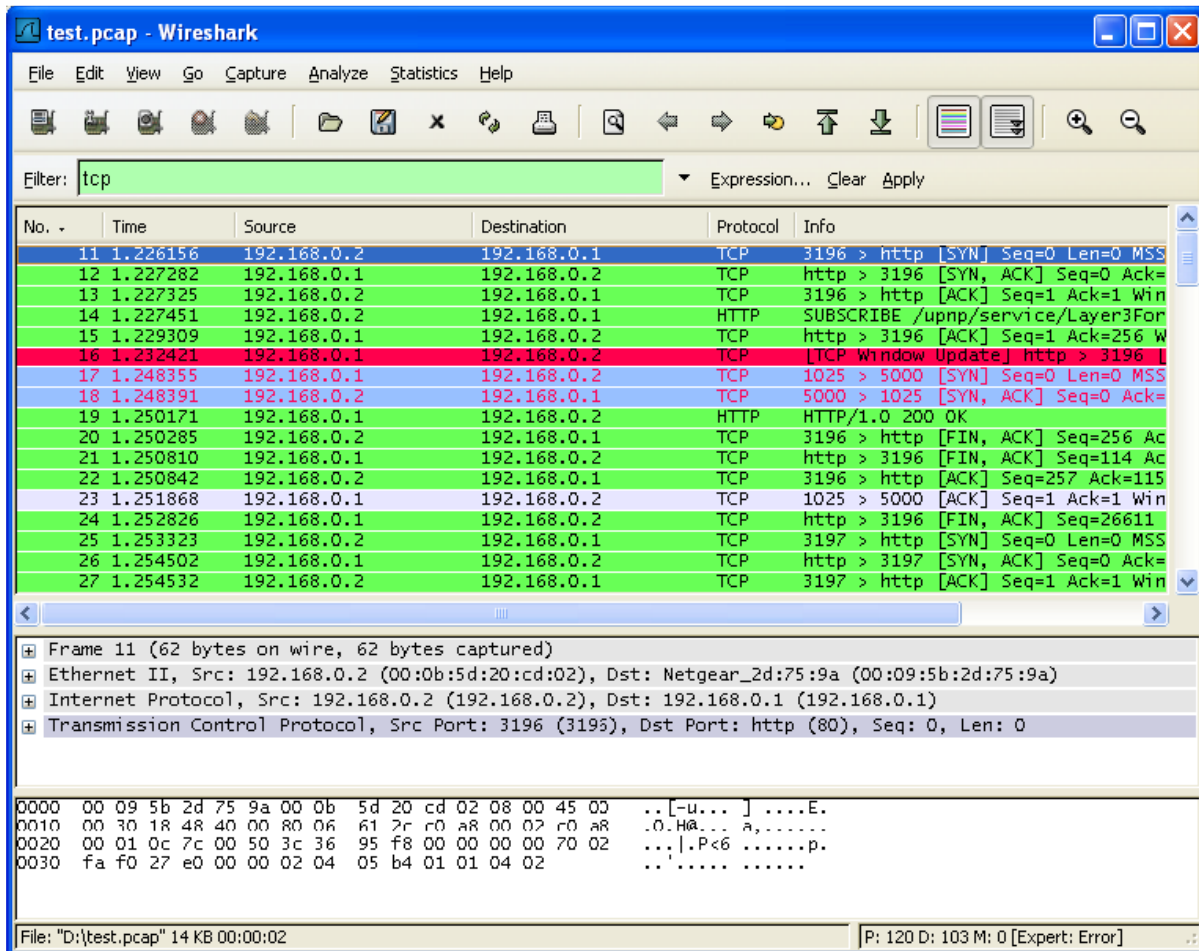 test.pcap - Wireshark
File Edit View Go Capture Analyze Statistics Help
Filter: tcp Expression... Clear Apply
No. Time Source Destination Protocol Info
11 1.226156 192.168.0.2 192.168.0.1 TCP 3196 > http [SYN] Seq=0 Len=0 MSS
12 1.227282 192.168.0.1 192.168.0.2 TCP http > 3196 [SYN, ACK] Seq=0 Ack=
13 1.227325 192.168.0.2 192.168.0.1 TCP 3196 > http [ACK] Seq=1 Ack=1 Win
14 1.227451 192.168.0.2 192.168.0.1 HTTP SUBSCRIBE /upnp/service/Layer3For
15 1.229309 192.168.0.1 192.168.0.2 TCP http > 3196 [ACK] Seq=1 Ack=256 W
16 1.232421 192.168.0.1 192.168.0.2 TCP [TCP Window Update] http > 3196 [
17 1.248355 192.168.0.1 192.168.0.2 TCP 1025 > 5000 [SYN] Seq=0 Len=0 MSS
18 1.248391 192.168.0.2 192.168.0.1 TCP 5000 > 1025 [SYN, ACK] Seq=0 Ack=
19 1.250171 192.168.0.1 192.168.0.2 HTTP HTTP/1.0 200 OK
20 1.250285 192.168.0.2 192.168.0.1 TCP 3196 > http [FIN, ACK] Seq=256 Ac
21 1.250810 192.168.0.1 192.168.0.2 TCP http > 3196 [FIN, ACK] Seq=114 Ac
22 1.250842 192.168.0.2 192.168.0.1 TCP 3196 > http [ACK] Seq=257 Ack=115
23 1.251868 192.168.0.1 192.168.0.2 TCP 1025 > 5000 [ACK] Seq=1 Ack=1 Win
24 1.252826 192.168.0.1 192.168.0.2 TCP http > 3196 [FIN, ACK] Seq=26611
25 1.253323 192.168.0.2 192.168.0.1 TCP 3197 > http [SYN] Seq=0 Len=0 MSS
26 1.254502 192.168.0.1 192.168.0.2 TCP http > 3197 [SYN, ACK] Seq=0 Ack=
27 1.254532 192.168.0.2 192.168.0.1 TCP 3197 > http [ACK] Seq=1 Ack=1 Win
Frame 11 (62 bytes on wire, 62 bytes captured)
Ethernet II, Src: 192.168.0.2 (00:0b:5d:20:cd:02), Dst: Netgear_2d:75:9a (00:09:5b:2d:75:9a)
Internet Protocol, Src: 192.168.0.2 (192.168.0.2), Dst: 192.168.0.1 (192.168.0.1)
Transmission Control Protocol, Src Port: 3196 (3196), Dst Port: http (80), Seq: 0, Len: 0
0000 00 09 5b 2d 75 9a 00 0b 5d 20 cd 02 08 00 45 00 ..[-u... ] ....E.
0010 00 30 18 48 40 00 80 06 61 2c c0 a8 00 02 c0 a8 .0.H@... a,......
0020 00 01 0c 7c 00 50 3c 36 95 f8 00 00 00 00 70 02 ...|.P<6 ......p.
0030 fa f0 27 e0 00 00 02 04 05 b4 01 01 04 02 ..'..... ......
File: "D:\test.pcap" 14 KB 00:00:02 P: 120 D: 103 M: 0 [Expert: Error]